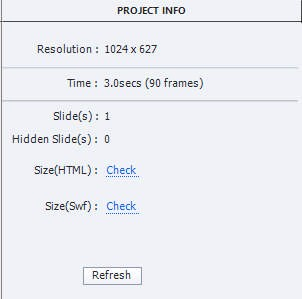 PROJECT INFO
Resolution : 1024 x 627
Time : 3.0secs (90 frames)
Slide(s) : 1
Hidden Slide(s) : 0
Size(HTML) : Check
Size(Swf) : Check
Refresh